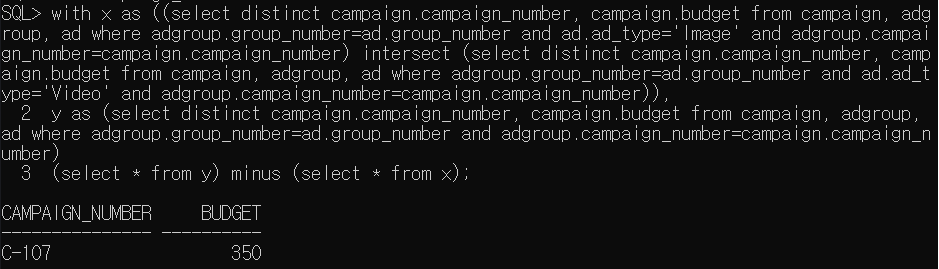 SQL> with x as ((select distinct campaign.campaign_number, campaign.budget from campaign, adg
roup, ad where adgroup.group_number=ad.group_number and ad.ad_type='Image' and adgroup.campai
gn_number=campaign.campaign_number) intersect (select distinct campaign.campaign_number, camp
aign.budget from campaign, adgroup, ad where adgroup.group_number=ad.group_number and ad.ad_t
ype='Video' and adgroup.campaign_number=campaign.campaign_number)),
2 y as (select distinct campaign.campaign_number, campaign.budget from campaign, adgroup,
ad where adgroup.group_number=ad.group_number and adgroup.campaign_number=campaign.campaign_n
umber)
3 (select * from y) minus (select * from x);
CAMPAIGN_NUMBER BUDGET
--------------- ----------
C-107 350